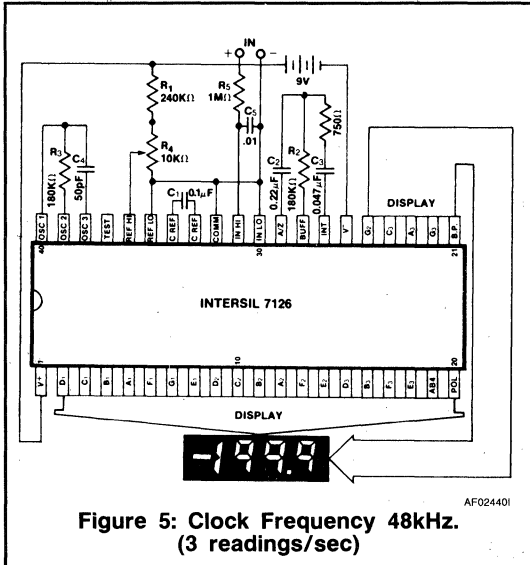 + IN −
9V
R1
240KΩ
R5
1MΩ
R4
10KΩ
C5
.01
750Ω
R3
180KΩ
C4
50pF
C1 0.1µF
C2
0.22µF
R2
180KΩ
C3
0.047µF
DISPLAY
OSC 1
OSC 2
OSC 3
TEST
REF HI
REF LO
C REF
C REF
COMM
IN HI
IN LO
A/Z
BUFF
INT
V−
G2
C3
A3
G3
B.P.
40
30
21
INTERSIL 7126
1
10
20
V+
D1
C1
B1
A1
F1
G1
E1
D2
C2
B2
A2
F2
E2
D3
B3
F3
E3
AB4
POL
DISPLAY
-199.9
AF02440I
Figure 5: Clock Frequency 48kHz.
(3 readings/sec)